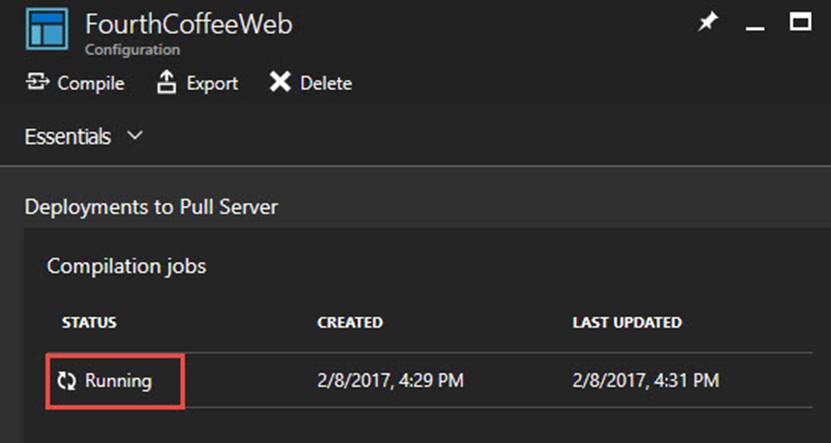 FourthCoffeeWeb
Configuration
Compile Export Delete
Essentials
Deployments to Pull Server
Compilation jobs
STATUS CREATED LAST UPDATED
Running 2/8/2017, 4:29 PM 2/8/2017, 4:31 PM